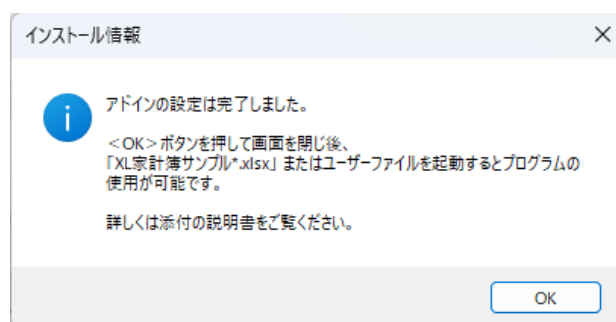 インストール情報
アドインの設定は完了しました。
＜OK＞ボタンを押して画面を閉じ後、
「XL家計簿サンプル*.xlsx」またはユーザーファイルを起動するとプログラムの
使用が可能です。
詳しくは添付の説明書をご覧ください。
OK